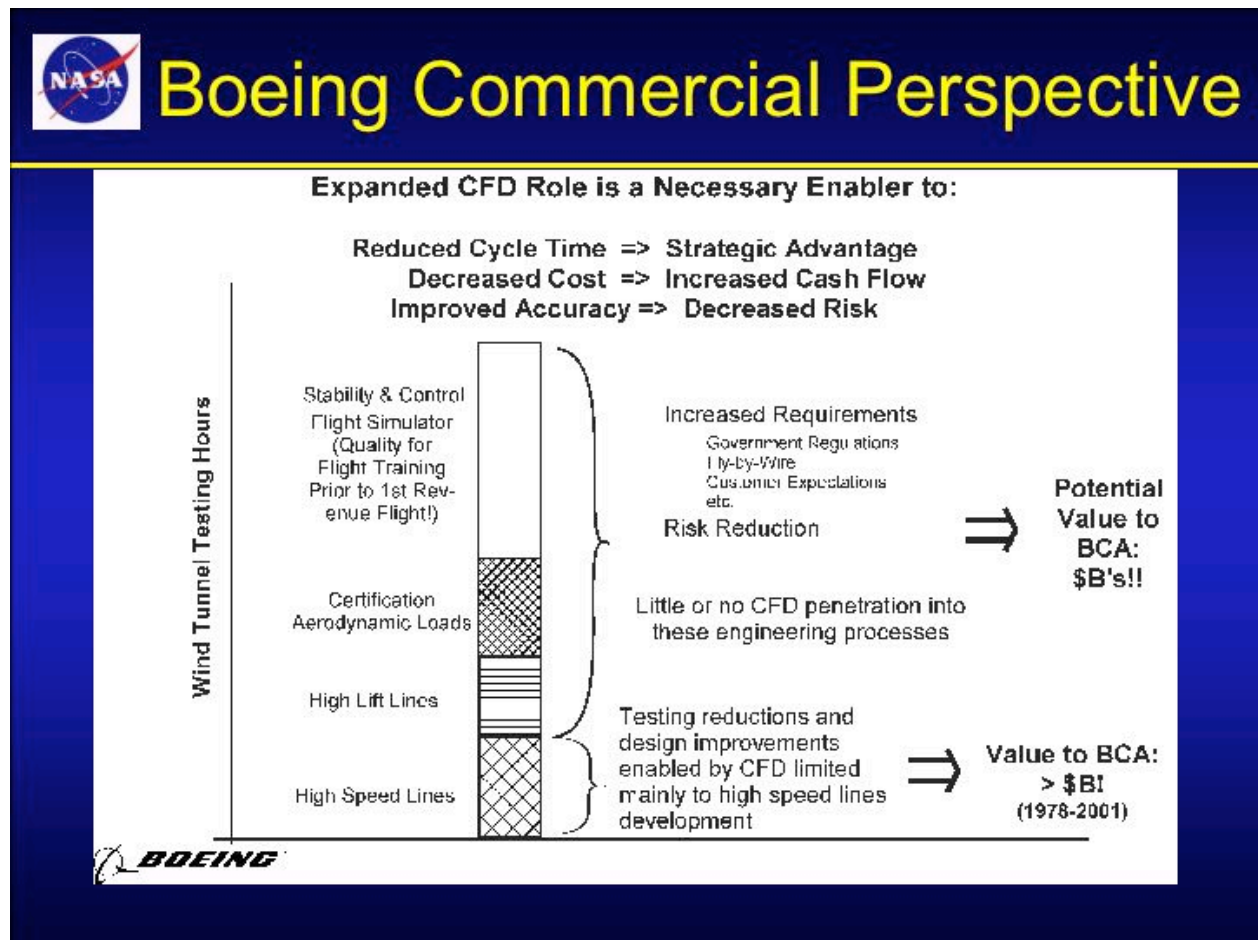 NASA
Boeing Commercial Perspective
Expanded CFD Role is a Necessary Enabler to:
Reduced Cycle Time => Strategic Advantage
Decreased Cost => Increased Cash Flow
Improved Accuracy => Decreased Risk
Wind Tunnel Testing Hours
Stability & Control
Flight Simulator
(Quality for
Flight Training
Prior to 1st Rev-
enue Flight!)
Certification
Aerodynamic Loads
High Lift Lines
High Speed Lines
Increased Requirements
Government Regulations
Fly-by-Wire
Customer Expectations
etc.
Risk Reduction
Little or no CFD penetration into
these engineering processes
Potential
Value to
BCA:
$B's!!
Testing reductions and
design improvements
enabled by CFD limited
mainly to high speed lines
development
Value to BCA:
> $BI
(1978-2001)
BOEING